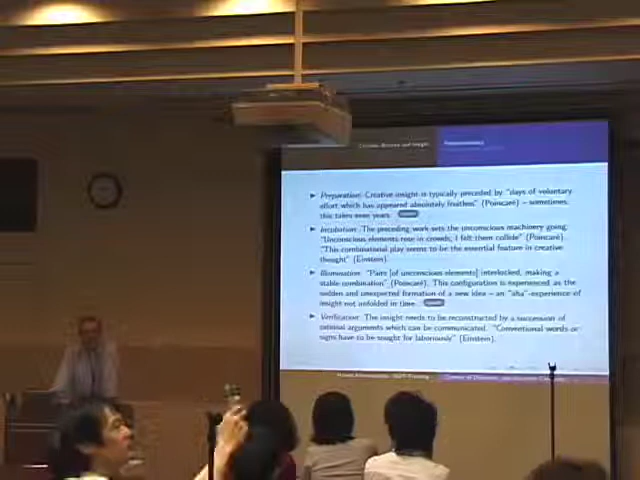 Creative Research and Insight
Phenomenology
Preparation: Creative insight is typically preceded by "days of voluntary
effort which has appeared absolutely fruitless" (Poincaré) – sometimes,
this takes even years.
Incubation: The preceding work sets the unconscious machinery going:
"Unconscious elements rose in crowds; I felt them collide" (Poincaré).
"This combinational play seems to be the essential feature in creative
thought" (Einstein).
Illumination: "Pairs [of unconscious elements] interlocked, making a
stable combination" (Poincaré). This configuration is experienced as the
sudden and unexpected formation of a new idea – an "aha"-experience of
insight not unfolded in time.
Verification: The insight needs to be reconstructed by a succession of
rational arguments which can be communicated. "Conventional words or
signs have to be sought for laboriously" (Einstein).